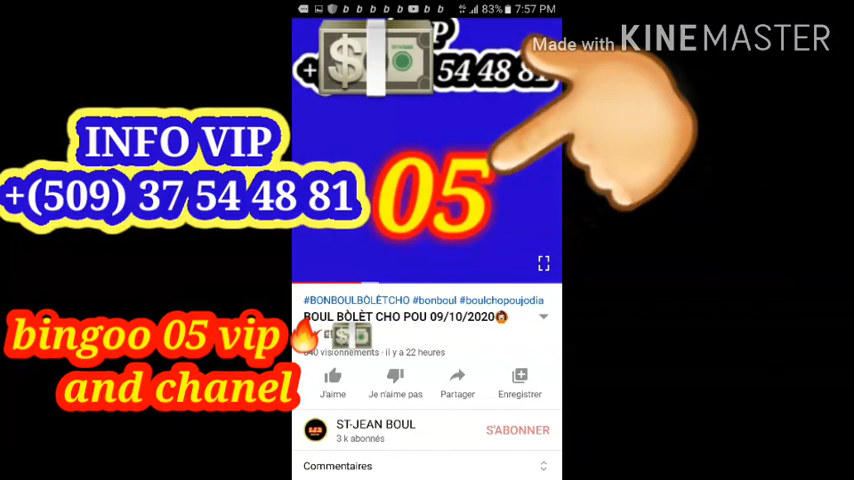 83% 7:57 PM
Made with KINEMASTER
54 48 81
INFO VIP
+(509) 37 54 48 81
05
#BONBOULBÒLÈTCHO #bonboul #boulchopoujodia
BOUL BÒLÈT CHO POU 09/10/2020
bingoo 05 vip
and chanel
visionnements · il y a 22 heures
J'aime
Je n'aime pas
Partager
Enregistrer
ST-JEAN BOUL
3 k abonnés
S'ABONNER
Commentaires